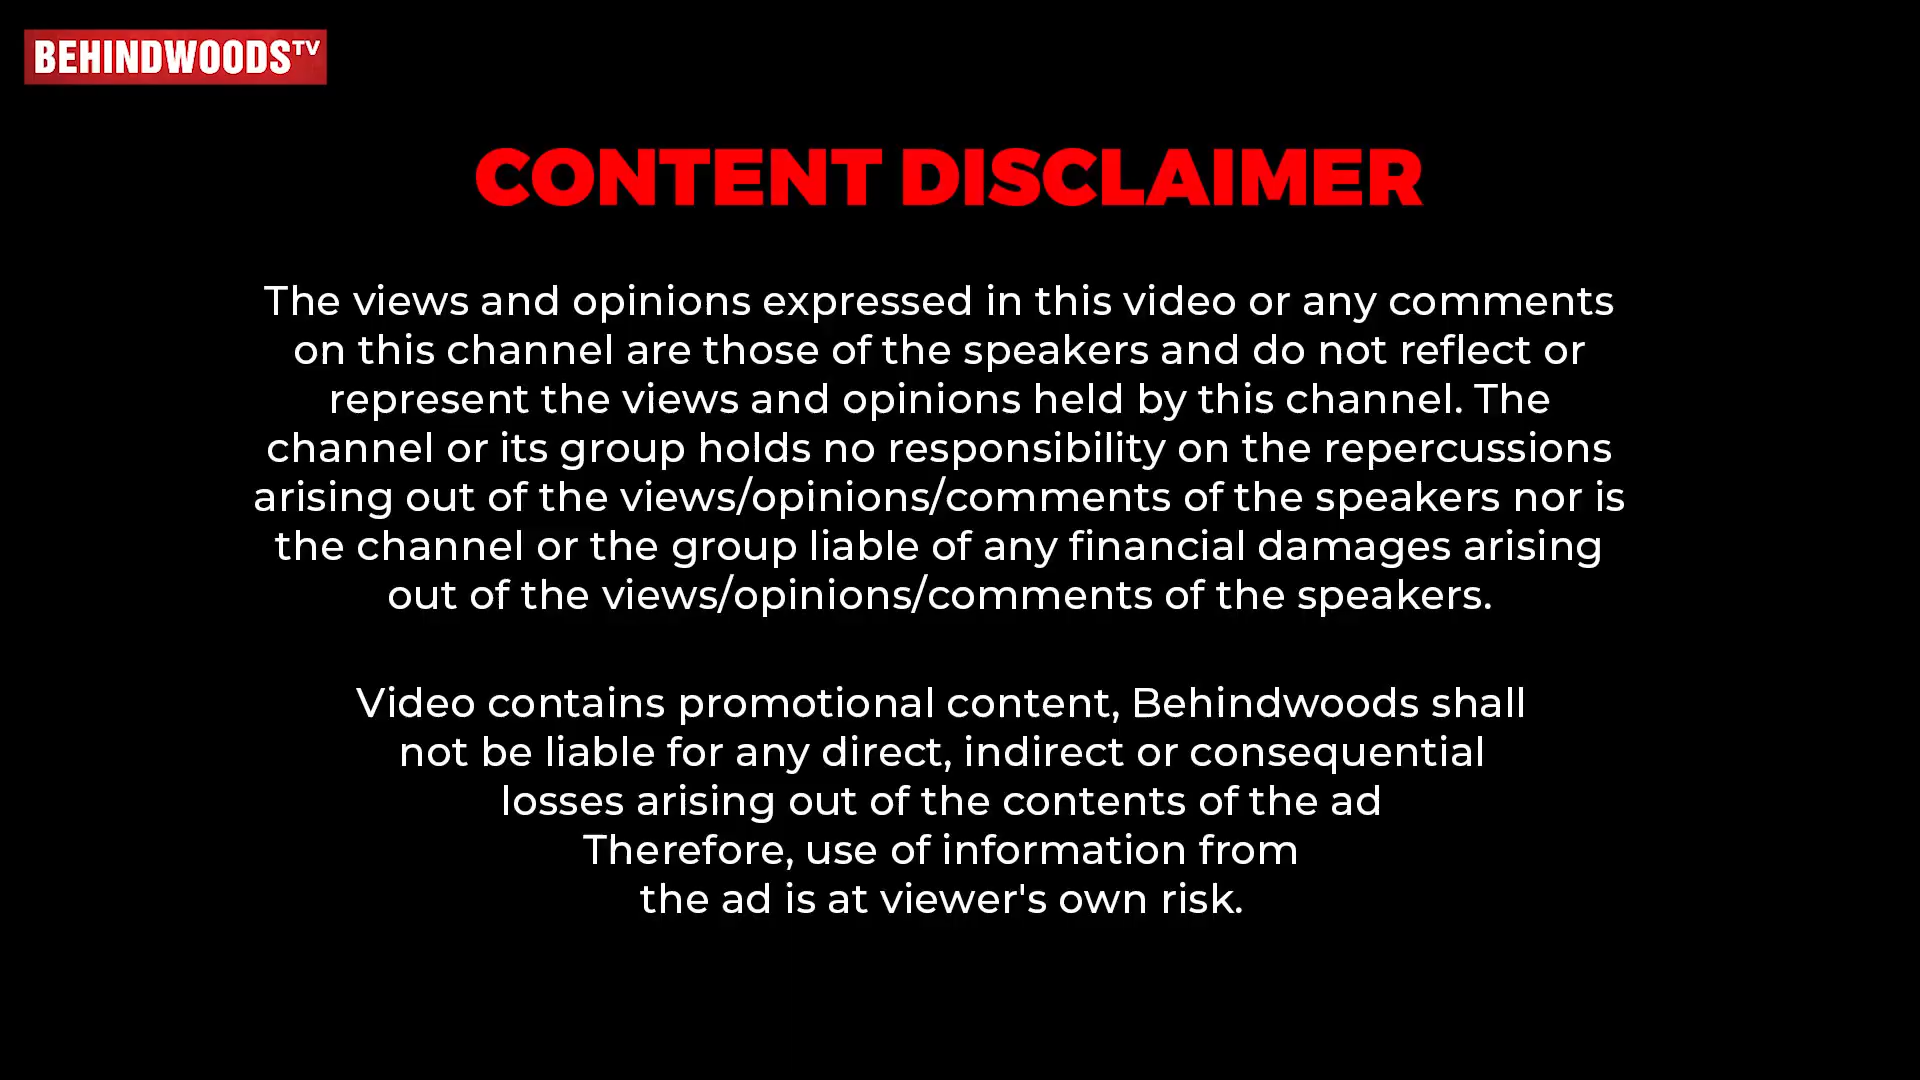 BEHINDWOODS TV
CONTENT DISCLAIMER
The views and opinions expressed in this video or any comments
on this channel are those of the speakers and do not reflect or
represent the views and opinions held by this channel. The
channel or its group holds no responsibility on the repercussions
arising out of the views/opinions/comments of the speakers nor is
the channel or the group liable of any financial damages arising
out of the views/opinions/comments of the speakers.
Video contains promotional content, Behindwoods shall
not be liable for any direct, indirect or consequential
losses arising out of the contents of the ad
Therefore, use of information from
the ad is at viewer's own risk.